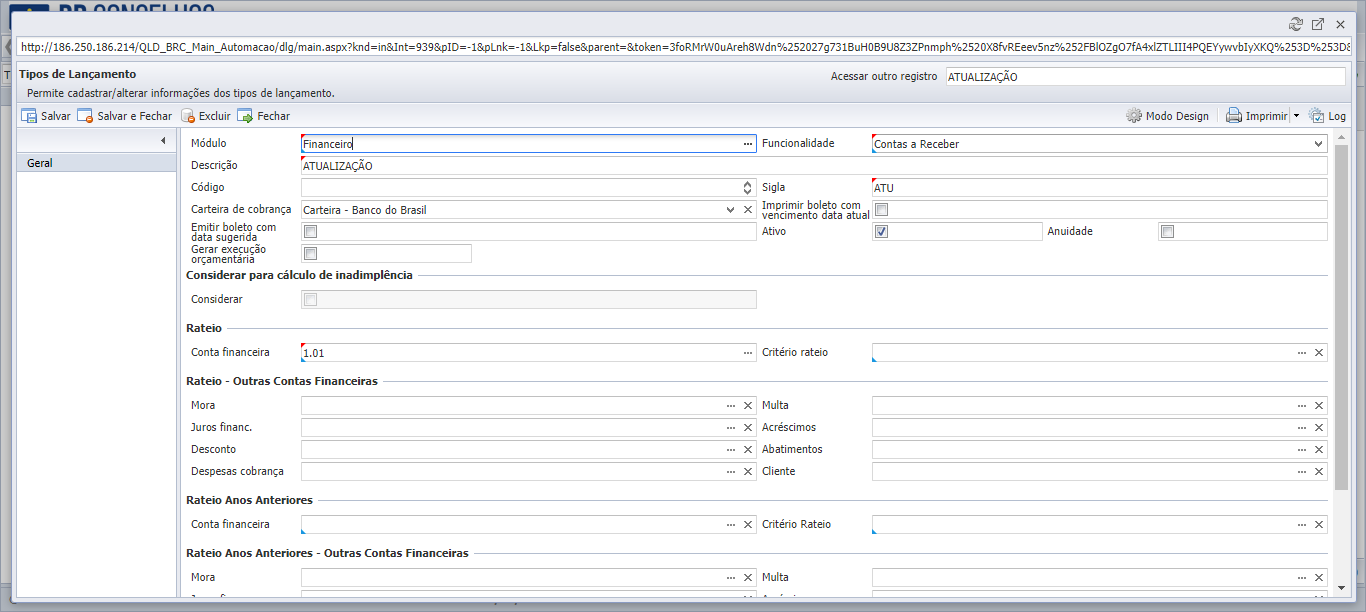 BR CONSELHOS
http://186.250.186.214/QLD_BRC_Main_Automacao/dlg/main.aspx?knd=in&Int=939&pID=-1&pLnk=-1&Lkp=false&parent=&token=3foRMrW0uAreh8Wdn%252027g731BuH0B9U8Z3ZPnmph%2520X8fvREeev5nz%252FBlOZgO7fA4xlZTLIII4PQEYywvbIyXKQ%253D%253D&
Tipos de Lançamento
Acessar outro registro ATUALIZAÇÃO
Permite cadastrar/alterar informações dos tipos de lançamento.
Salvar Salvar e Fechar Excluir Fechar Modo Design Imprimir Log
Geral
Módulo Financeiro Funcionalidade Contas a Receber
Descrição ATUALIZAÇÃO
Código Sigla ATU
Carteira de cobrança Carteira - Banco do Brasil Imprimir boleto com
vencimento data atual
Emitir boleto com
data sugerida
Ativo Anuidade
Gerar execução
orçamentária
Considerar para cálculo de inadimplência
Considerar
Rateio
Conta financeira 1.01 Critério rateio
Rateio - Outras Contas Financeiras
Mora Multa
Juros financ. Acréscimos
Desconto Abatimentos
Despesas cobrança Cliente
Rateio Anos Anteriores
Conta financeira Critério Rateio
Rateio Anos Anteriores - Outras Contas Financeiras
Mora Multa